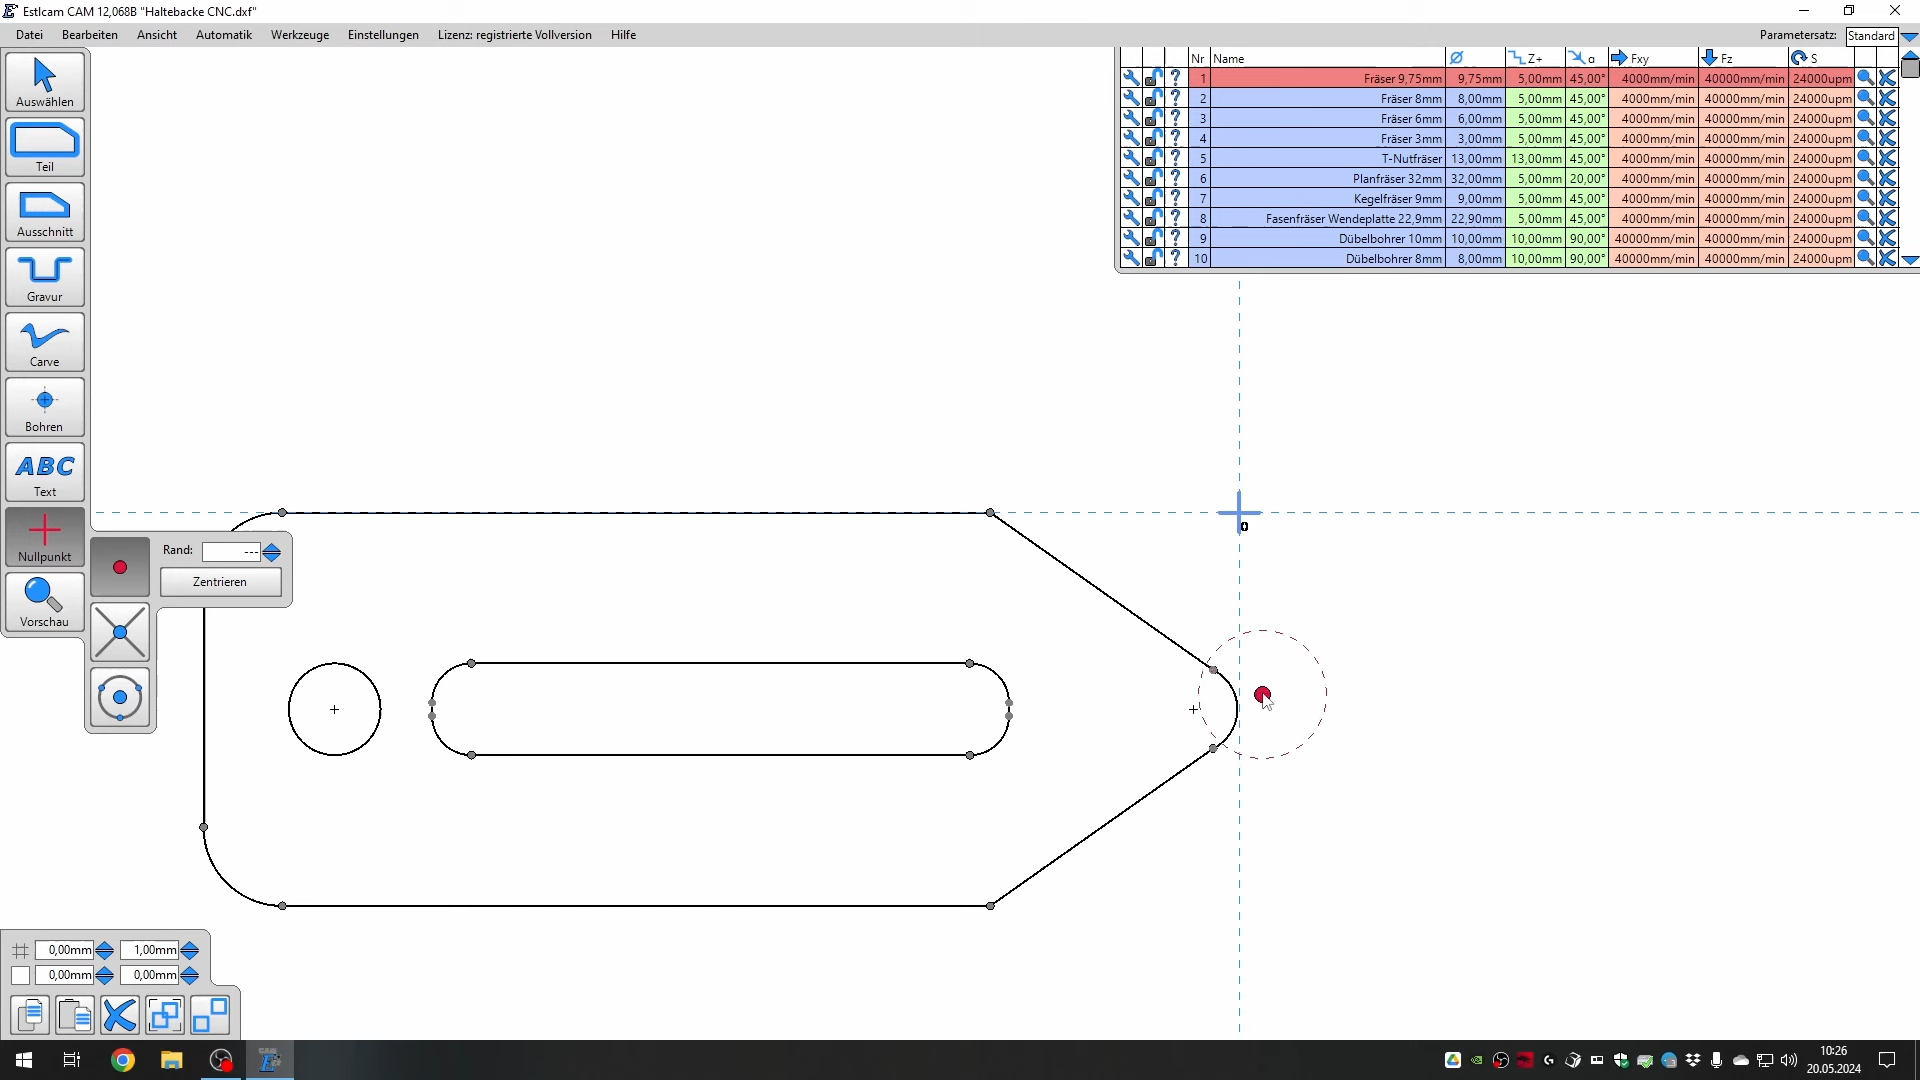 Estlcam CAM 12,068B "Haltebacke CNC.dxf"
Datei Bearbeiten Ansicht Automatik Werkzeuge Einstellungen Lizenz: registrierte Vollversion Hilfe Parametersatz: Standard
Nr Name Ø Z+ α Fxy Fz S
1 Fräser 9,75mm 9,75mm 5,00mm 45,00° 4000mm/min 40000mm/min 24000upm
2 Fräser 8mm 8,00mm 5,00mm 45,00° 4000mm/min 40000mm/min 24000upm
3 Fräser 6mm 6,00mm 5,00mm 45,00° 4000mm/min 40000mm/min 24000upm
4 Fräser 3mm 3,00mm 5,00mm 45,00° 4000mm/min 40000mm/min 24000upm
5 T-Nutfräser 13,00mm 13,00mm 45,00° 4000mm/min 40000mm/min 24000upm
6 Planfräser 32mm 32,00mm 5,00mm 20,00° 4000mm/min 40000mm/min 24000upm
7 Kegelfräser 9mm 9,00mm 5,00mm 45,00° 4000mm/min 40000mm/min 24000upm
8 Fasenfräser Wendeplatte 22,9mm 22,90mm 5,00mm 45,00° 4000mm/min 40000mm/min 24000upm
9 Dübelbohrer 10mm 10,00mm 10,00mm 90,00° 40000mm/min 40000mm/min 24000upm
10 Dübelbohrer 8mm 8,00mm 10,00mm 90,00° 40000mm/min 40000mm/min 24000upm
Auswählen
Teil
Ausschnitt
Gravur
Carve
Bohren
ABC
Text
Nullpunkt
Vorschau
Rand: ---
Zentrieren
0
0,00mm 1,00mm
0,00mm 0,00mm
10:26
20.05.2024